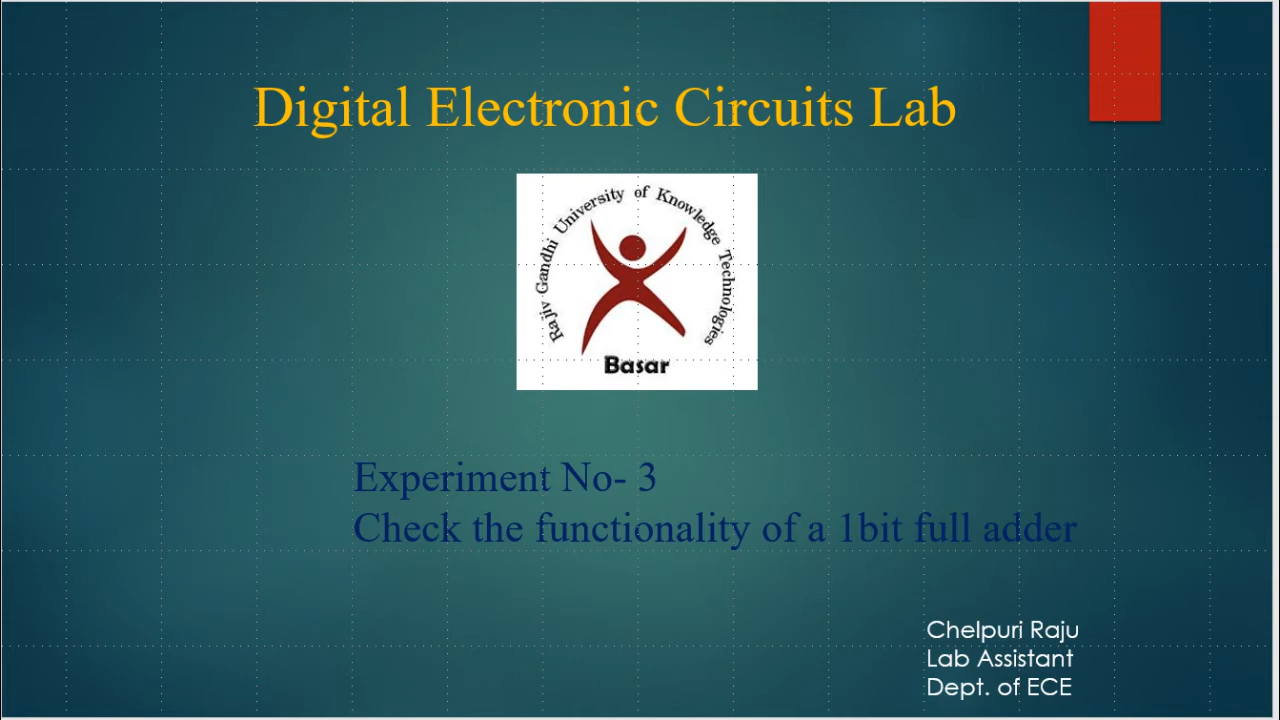 Digital Electronic Circuits Lab
Rajiv Gandhi University of Knowledge Technologies
Basar
Experiment No- 3
Check the functionality of a 1bit full adder
Chelpuri Raju
Lab Assistant
Dept. of ECE